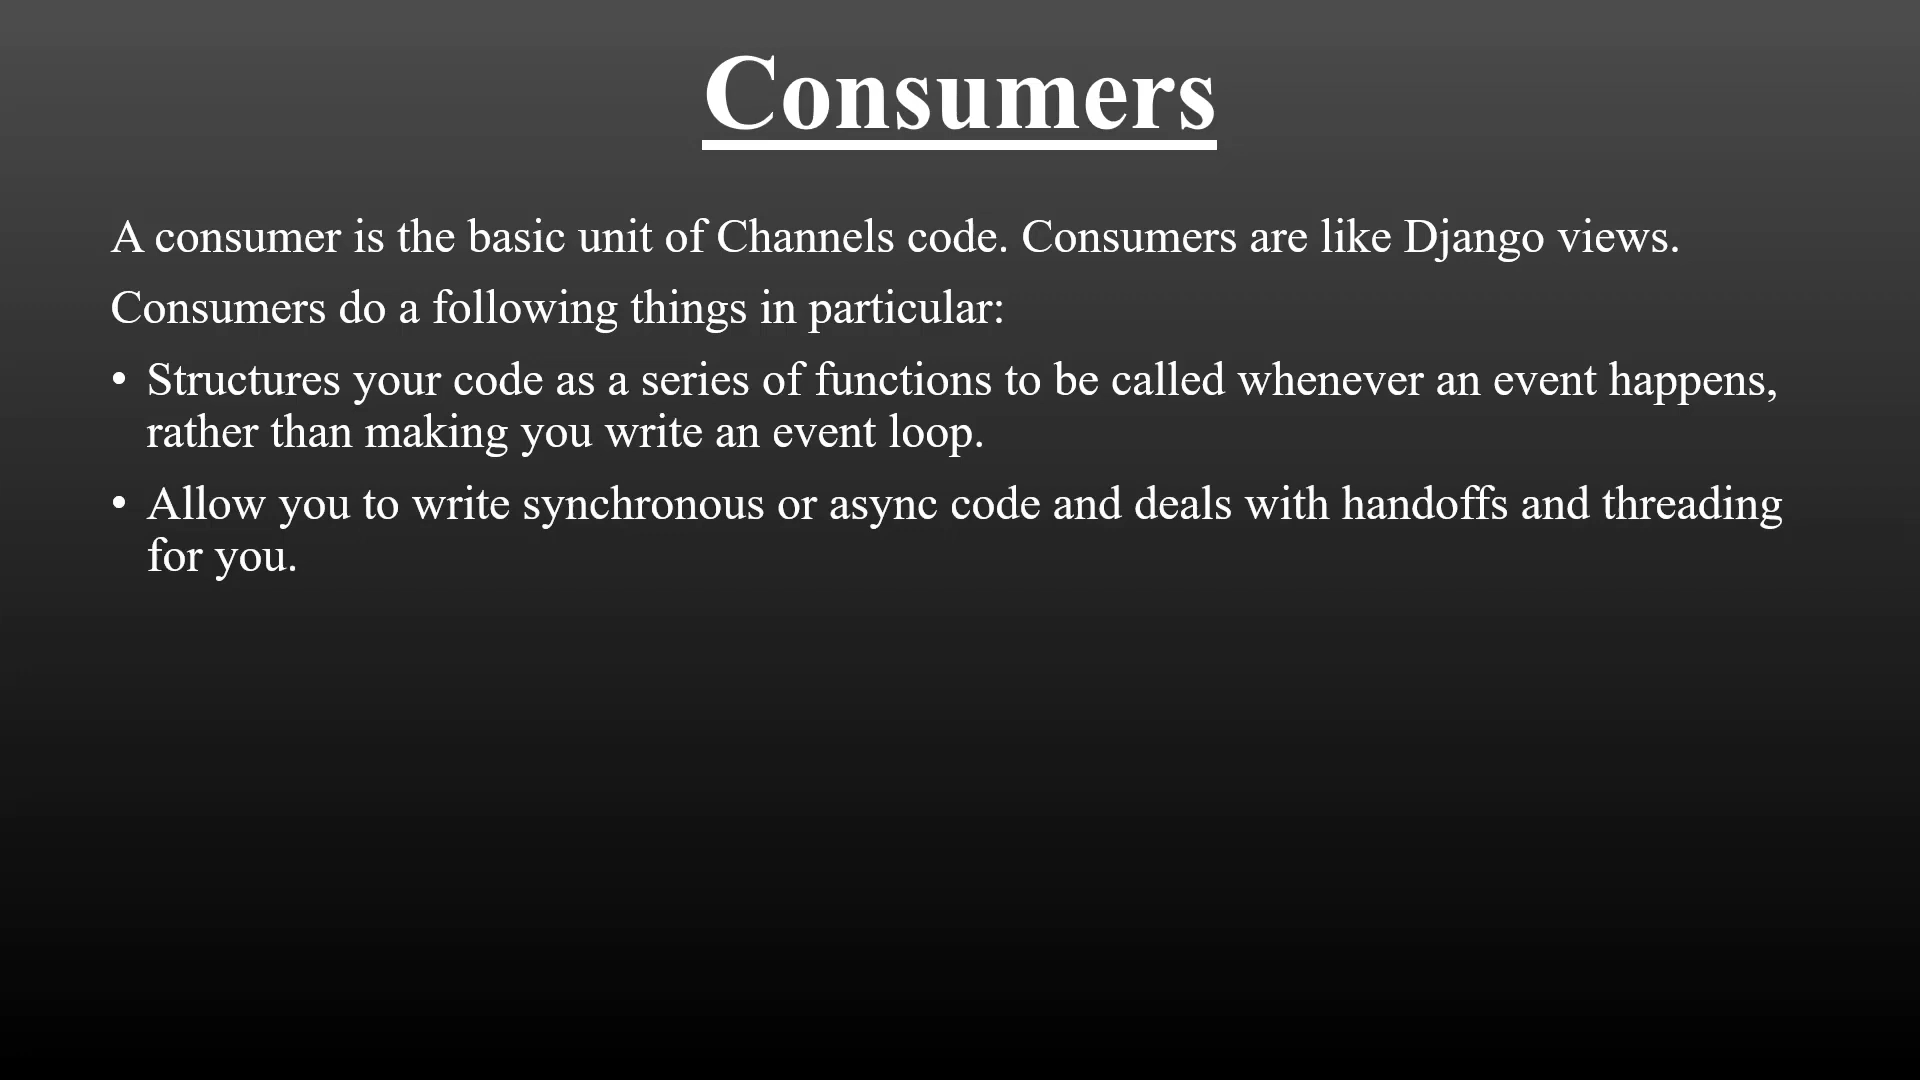 Consumers
A consumer is the basic unit of Channels code. Consumers are like Django views.
Consumers do a following things in particular:
• Structures your code as a series of functions to be called whenever an event happens,
rather than making you write an event loop.
• Allow you to write synchronous or async code and deals with handoffs and threading
for you.